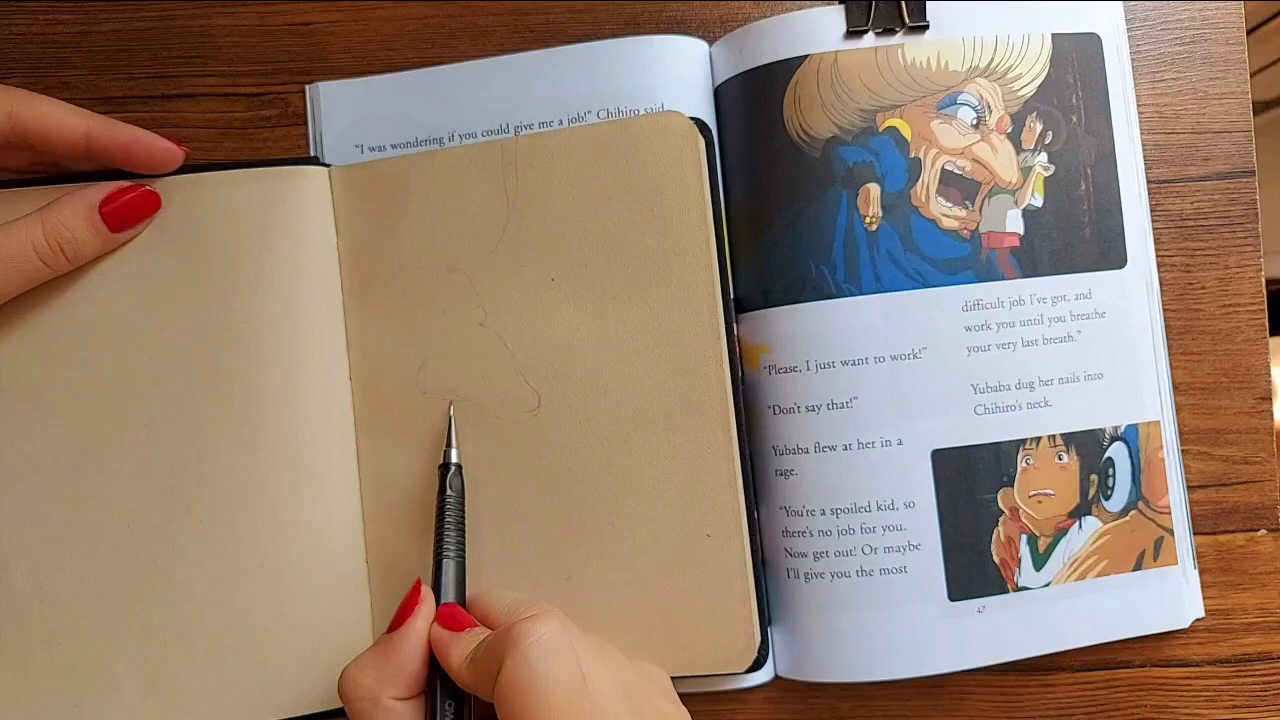 "I was wondering if you could give me a job!" Chihiro said
"Please, I just want to work!"
"Don't say that!"
Yubaba flew at her in a
rage.
"You're a spoiled kid, so
there's no job for you.
Now get out! Or maybe
I'll give you the most
difficult job I've got, and
work you until you breathe
your very last breath."
Yubaba dug her nails into
Chihiro's neck.